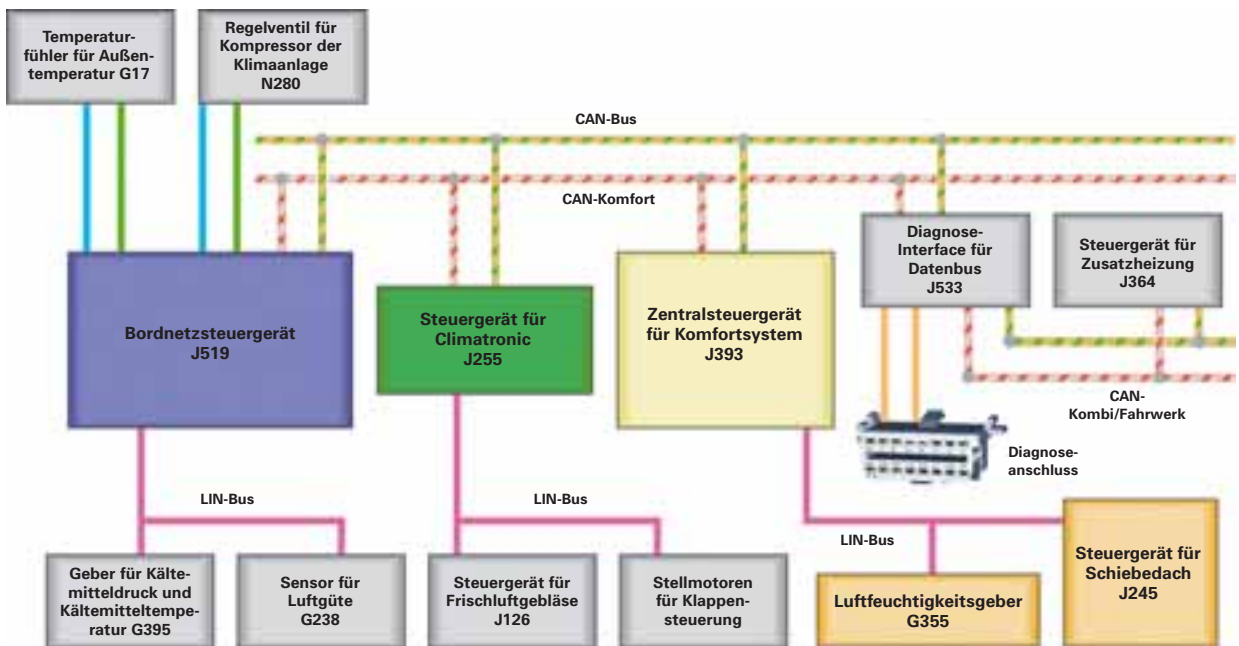 Temperatur-
fühler für Außen-
temperatur G17
Regelventil für
Kompressor der
Klimaanlage
N280
CAN-Bus
CAN-Komfort
Bordnetzsteuergerät
J519
Steuergerät für
Climatronic
J255
Zentralsteuergerät
für Komfortsystem
J393
Diagnose-
Interface für
Datenbus
J533
Steuergerät für
Zusatzheizung
J364
CAN-
Kombi/Fahrwerk
Diagnose-
anschluss
LIN-Bus
LIN-Bus
LIN-Bus
Geber für Kälte-
mitteldruck und
Kältemitteltempe-
ratur G395
Sensor für
Luftgüte
G238
Steuergerät für
Frischluftgebläse
J126
Stellmotoren
für Klappen-
steuerung
Luftfeuchtigkeitsgeber
G355
Steuergerät für
Schiebedach
J245